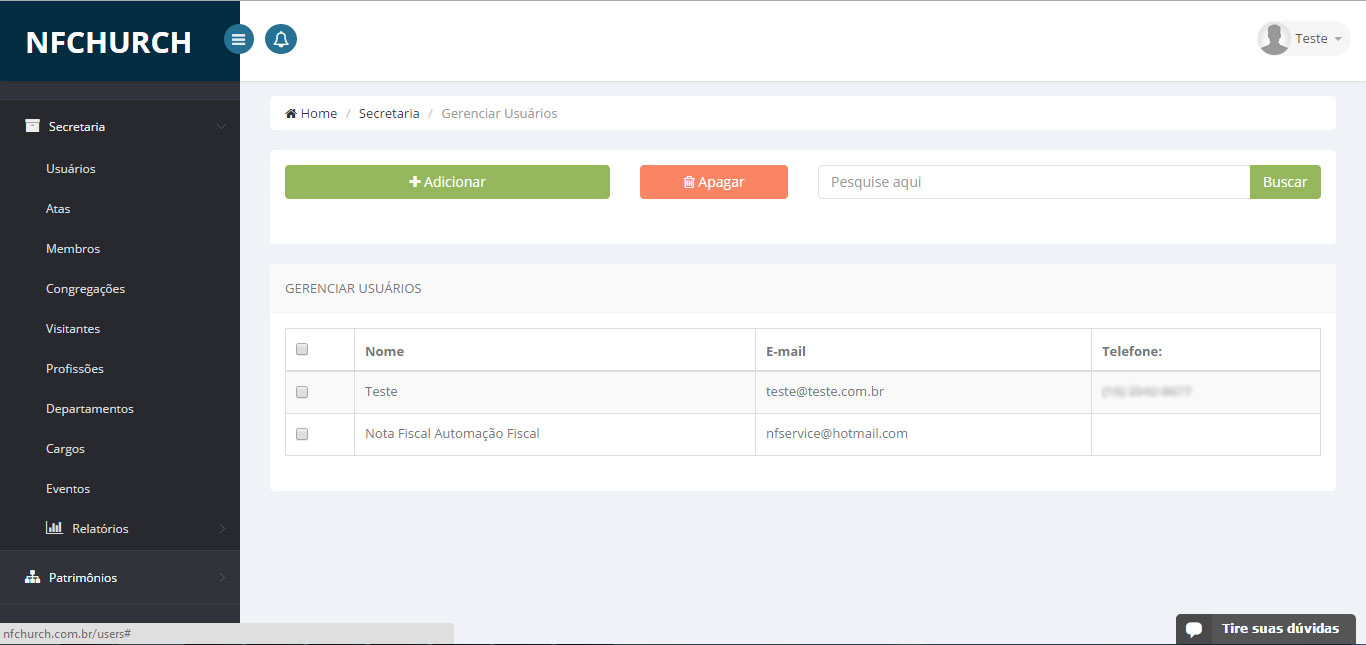 NFCHURCH
Teste
Home / Secretaria / Gerenciar Usuários
Secretaria
Usuários
Atas
Membros
Congregações
Visitantes
Profissões
Departamentos
Cargos
Eventos
Relatórios
Patrimônios
Adicionar
Apagar
Pesquise aqui
Buscar
GERENCIAR USUÁRIOS
Nome E-mail Telefone:
Teste teste@teste.com.br
Nota Fiscal Automação Fiscal nfservice@hotmail.com
nfchurch.com.br/users#
Tire suas dúvidas